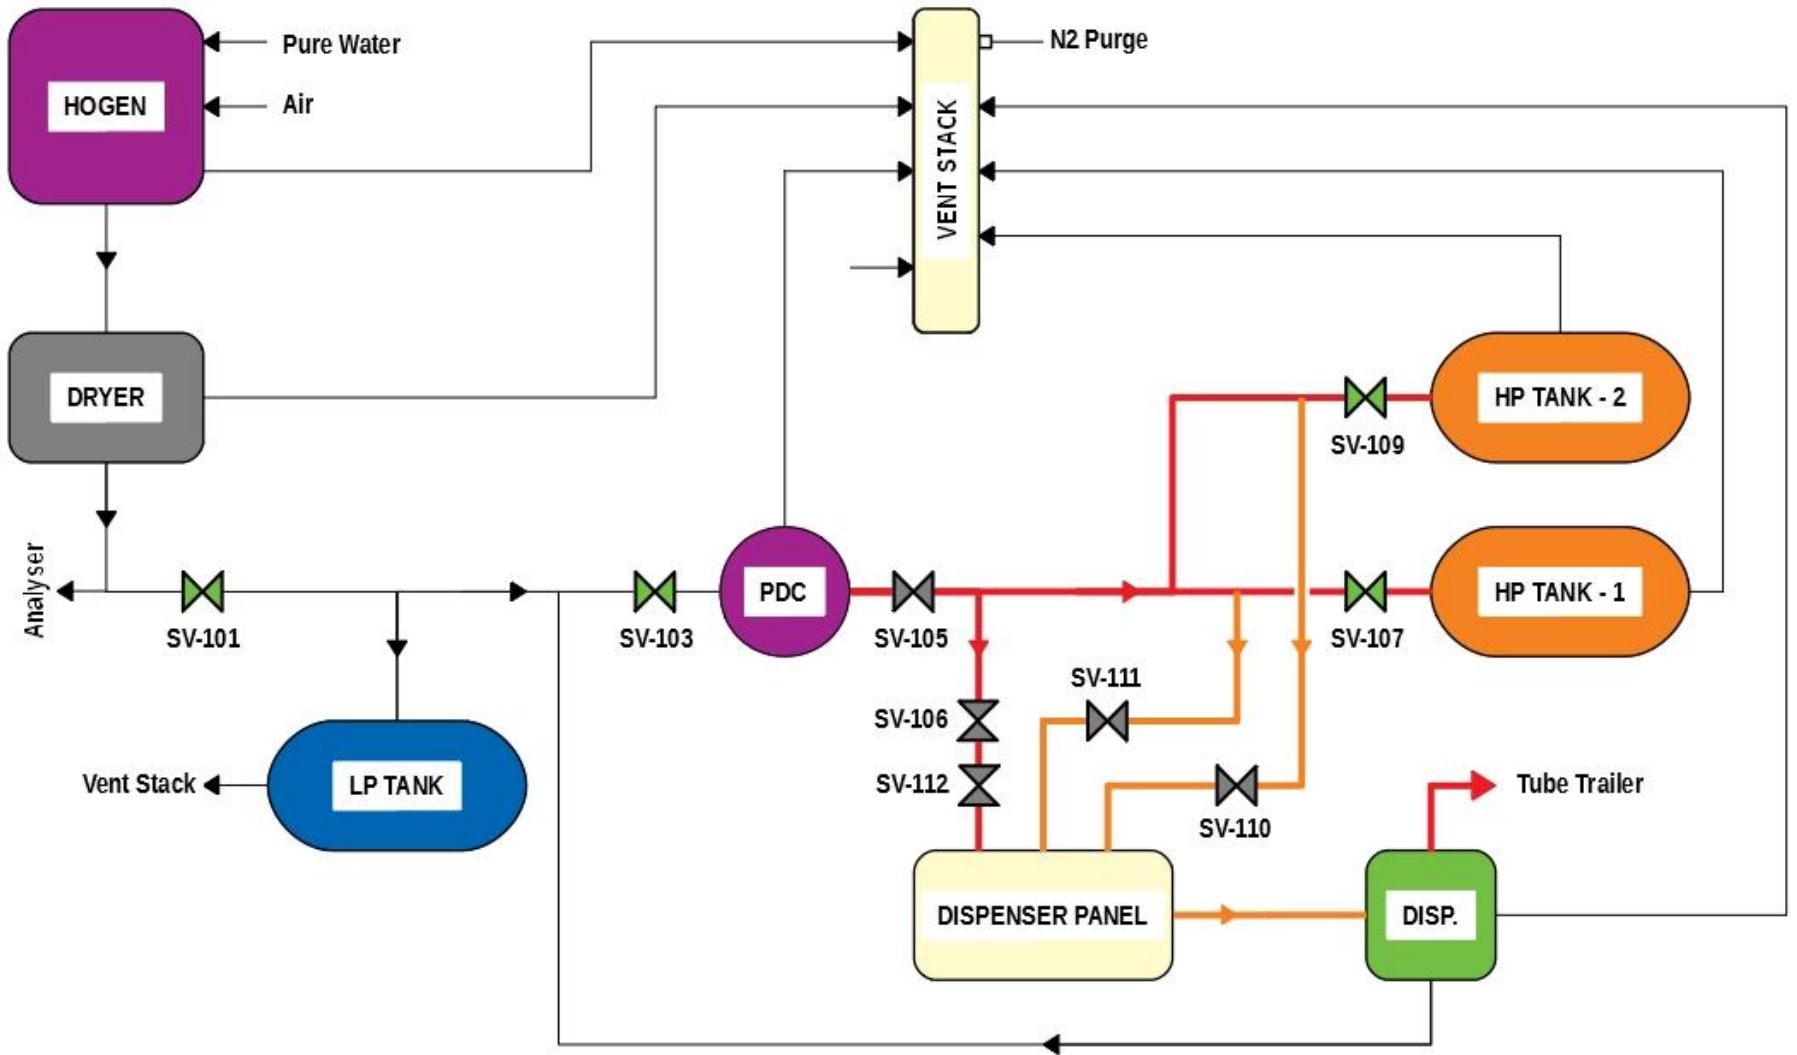 Pure Water
N2 Purge
HOGEN
Air
VENT STACK
DRYER
HP TANK - 2
SV-109
Analyser
PDC
HP TANK - 1
SV-101
SV-103
SV-105
SV-107
SV-111
SV-106
Vent Stack
LP TANK
SV-112
SV-110
Tube Trailer
DISPENSER PANEL
DISP.